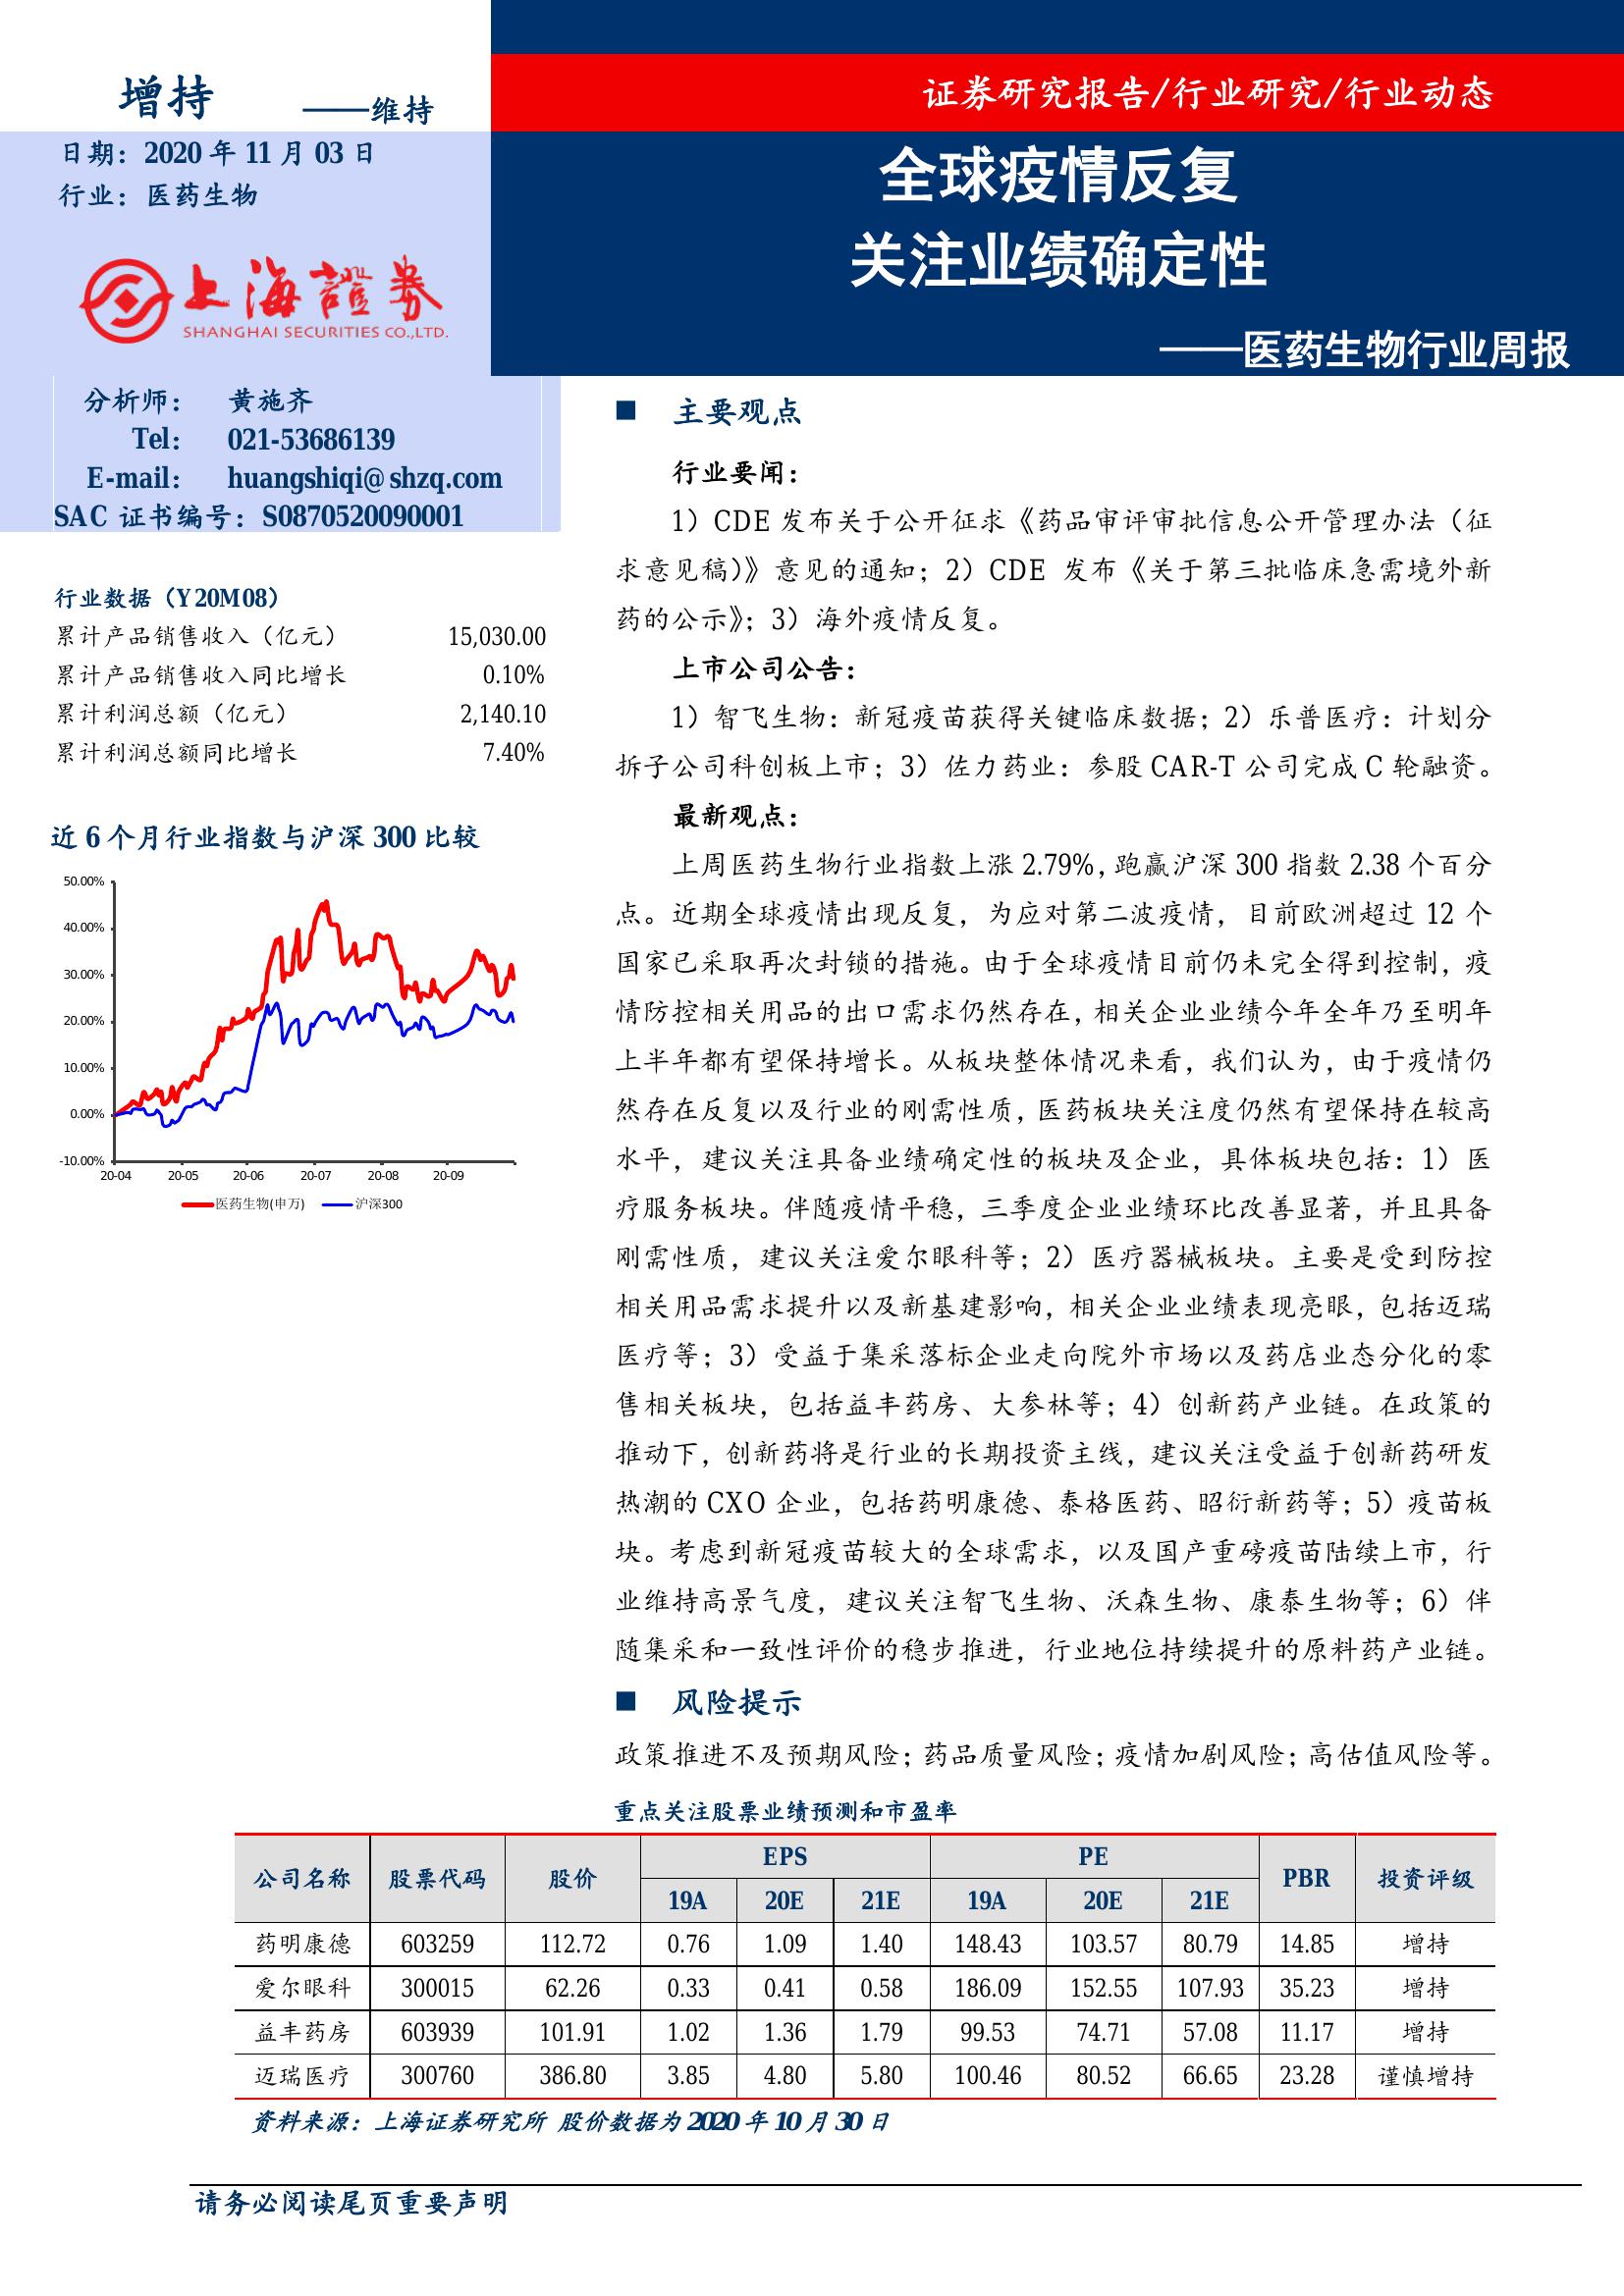 增持 ——维持
日期：2020 年 11 月 03 日
行业：医药生物
上海證券
SHANGHAI SECURITIES CO.,LTD.
证券研究报告/行业研究/行业动态
全球疫情反复
关注业绩确定性
——医药生物行业周报
分析师： 黄施齐
Tel： 021-53686139
E-mail： huangshiqi@shzq.com
SAC 证书编号：S0870520090001
行业数据（Y20M08）
累计产品销售收入（亿元） 15,030.00
累计产品销售收入同比增长 0.10%
累计利润总额（亿元） 2,140.10
累计利润总额同比增长 7.40%
近 6 个月行业指数与沪深 300 比较
50.00%
40.00%
30.00%
20.00%
10.00%
0.00%
-10.00%
20-04 20-05 20-06 20-07 20-08 20-09
医药生物(申万) 沪深300
■ 主要观点
行业要闻：
1）CDE 发布关于公开征求《药品审评审批信息公开管理办法（征
求意见稿）》意见的通知；2）CDE 发布《关于第三批临床急需境外新
药的公示》；3）海外疫情反复。
上市公司公告：
1）智飞生物：新冠疫苗获得关键临床数据；2）乐普医疗：计划分
拆子公司科创板上市；3）佐力药业：参股 CAR-T 公司完成 C 轮融资。
最新观点：
上周医药生物行业指数上涨 2.79%，跑赢沪深 300 指数 2.38 个百分
点。近期全球疫情出现反复，为应对第二波疫情，目前欧洲超过 12 个
国家已采取再次封锁的措施。由于全球疫情目前仍未完全得到控制，疫
情防控相关用品的出口需求仍然存在，相关企业业绩今年全年乃至明年
上半年都有望保持增长。从板块整体情况来看，我们认为，由于疫情仍
然存在反复以及行业的刚需性质，医药板块关注度仍然有望保持在较高
水平，建议关注具备业绩确定性的板块及企业，具体板块包括：1）医
疗服务板块。伴随疫情平稳，三季度企业业绩环比改善显著，并且具备
刚需性质，建议关注爱尔眼科等；2）医疗器械板块。主要是受到防控
相关用品需求提升以及新基建影响，相关企业业绩表现亮眼，包括迈瑞
医疗等；3）受益于集采落标企业走向院外市场以及药店业态分化的零
售相关板块，包括益丰药房、大参林等；4）创新药产业链。在政策的
推动下，创新药将是行业的长期投资主线，建议关注受益于创新药研发
热潮的 CXO 企业，包括药明康德、泰格医药、昭衍新药等；5）疫苗板
块。考虑到新冠疫苗较大的全球需求，以及国产重磅疫苗陆续上市，行
业维持高景气度，建议关注智飞生物、沃森生物、康泰生物等；6）伴
随集采和一致性评价的稳步推进，行业地位持续提升的原料药产业链。
■ 风险提示
政策推进不及预期风险；药品质量风险；疫情加剧风险；高估值风险等。
重点关注股票业绩预测和市盈率
公司名称 股票代码 股价 EPS PE PBR 投资评级
19A 20E 21E 19A 20E 21E
药明康德 603259 112.72 0.76 1.09 1.40 148.43 103.57 80.79 14.85 增持
爱尔眼科 300015 62.26 0.33 0.41 0.58 186.09 152.55 107.93 35.23 增持
益丰药房 603939 101.91 1.02 1.36 1.79 99.53 74.71 57.08 11.17 增持
迈瑞医疗 300760 386.80 3.85 4.80 5.80 100.46 80.52 66.65 23.28 谨慎增持
资料来源：上海证券研究所 股价数据为 2020 年 10 月 30 日
请务必阅读尾页重要声明